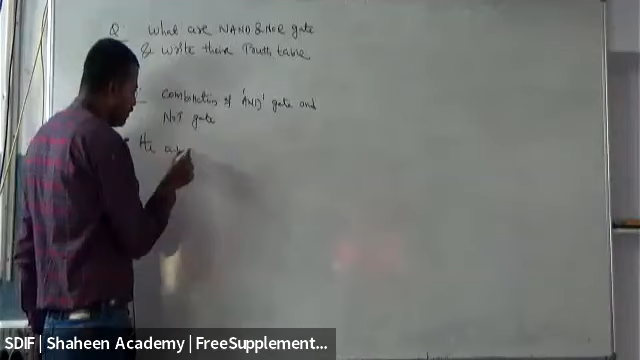 Q What are NAND & NOR gate
& Write their Truth table
Combination of 'AND' gate and
NOT gate
SDIF | Shaheen Academy | FreeSupplement...